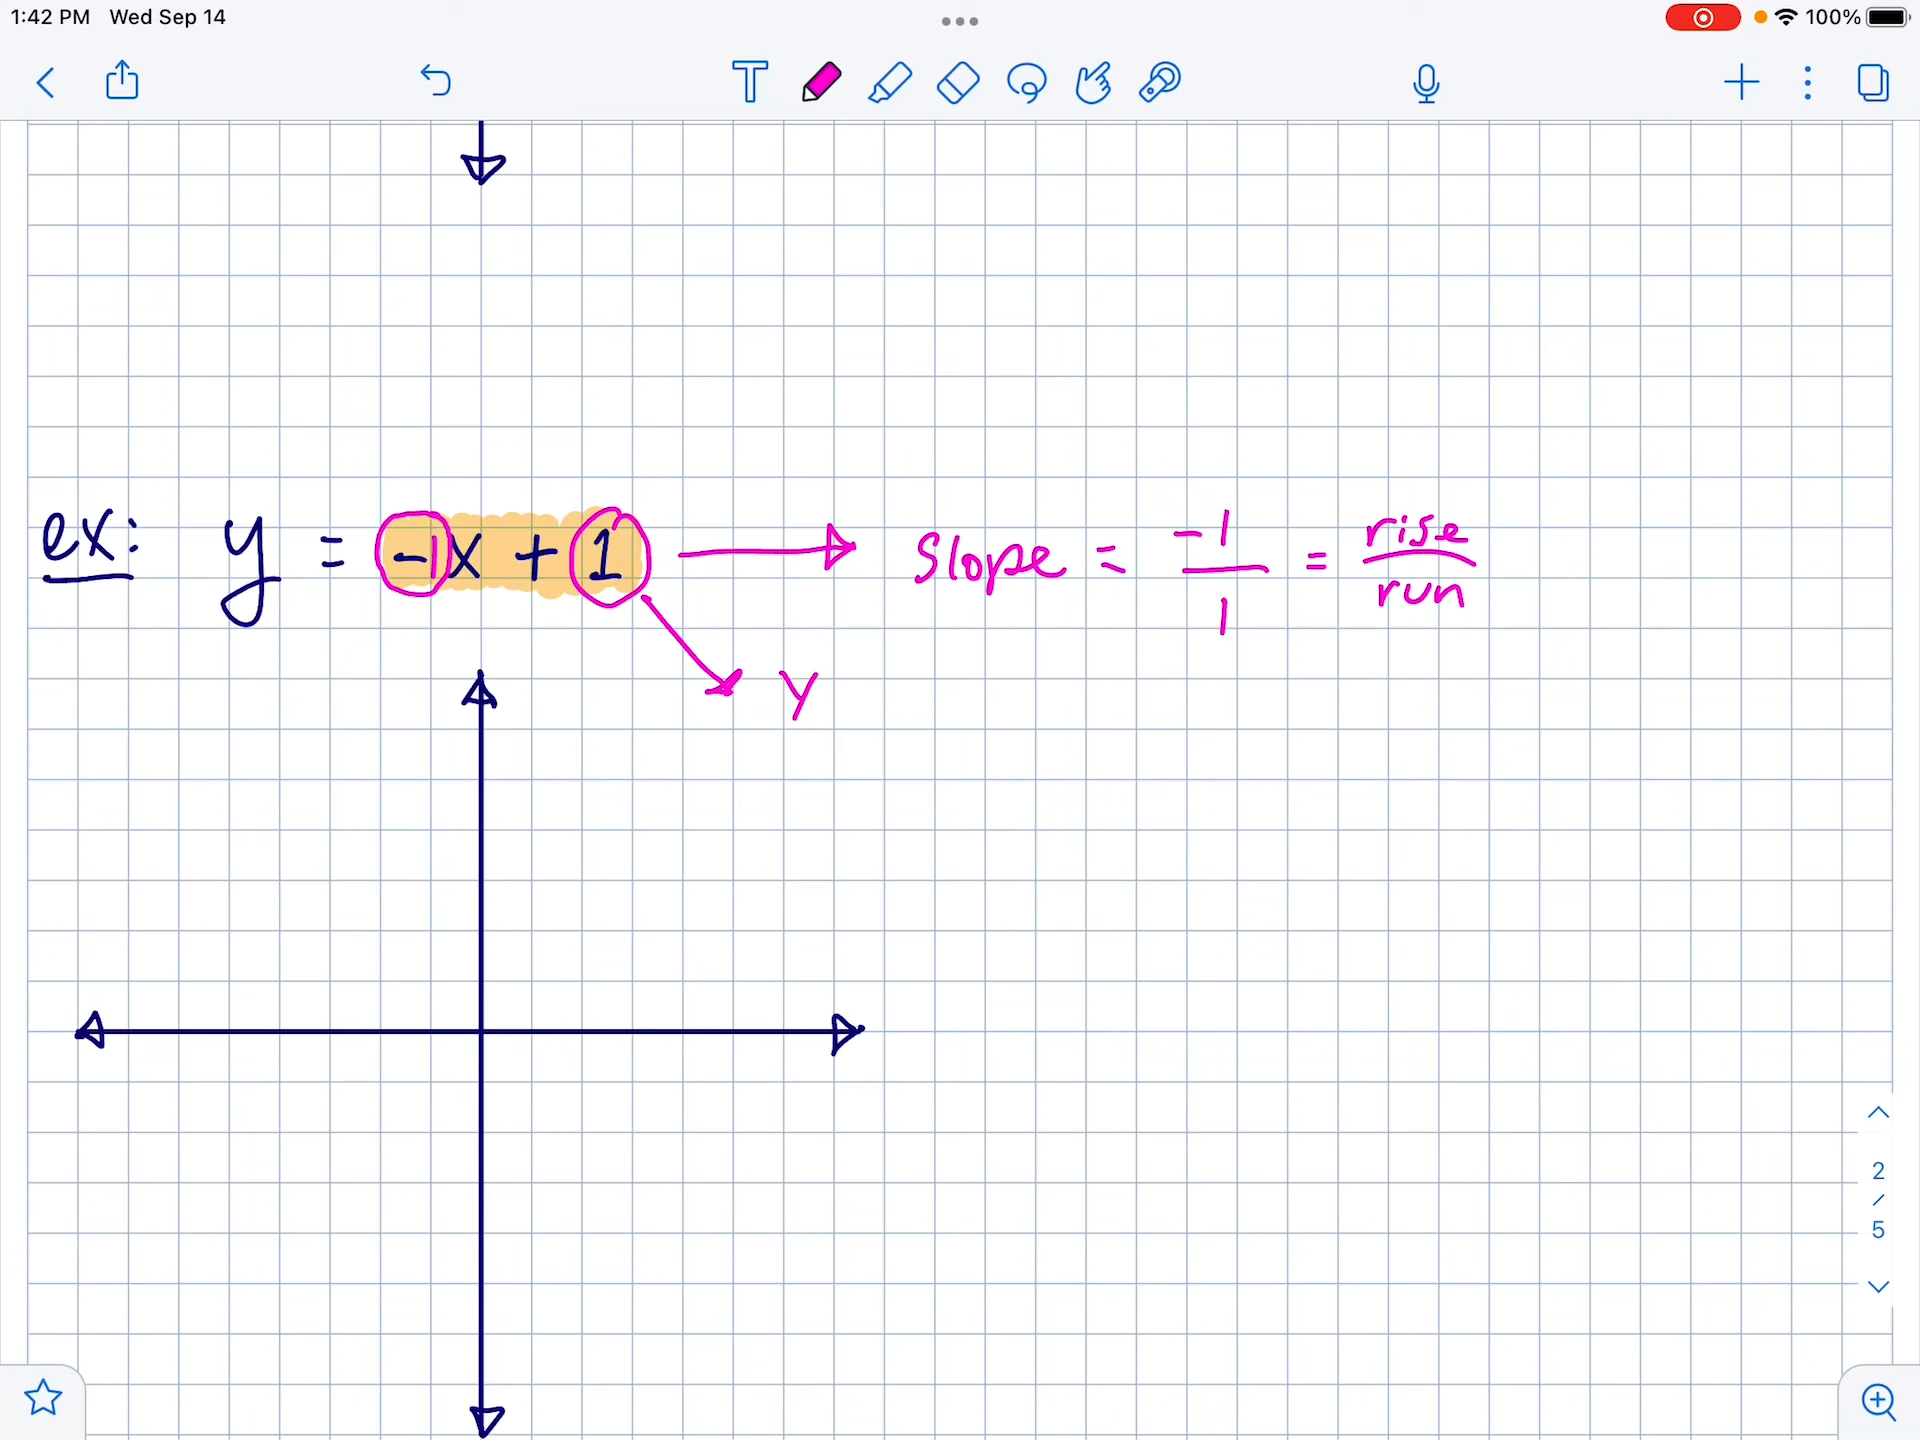 1:42 PM Wed Sep 14
100%
T
ex: y = -1x + 1 → slope = -1/1 = rise/run
y
2
/
5